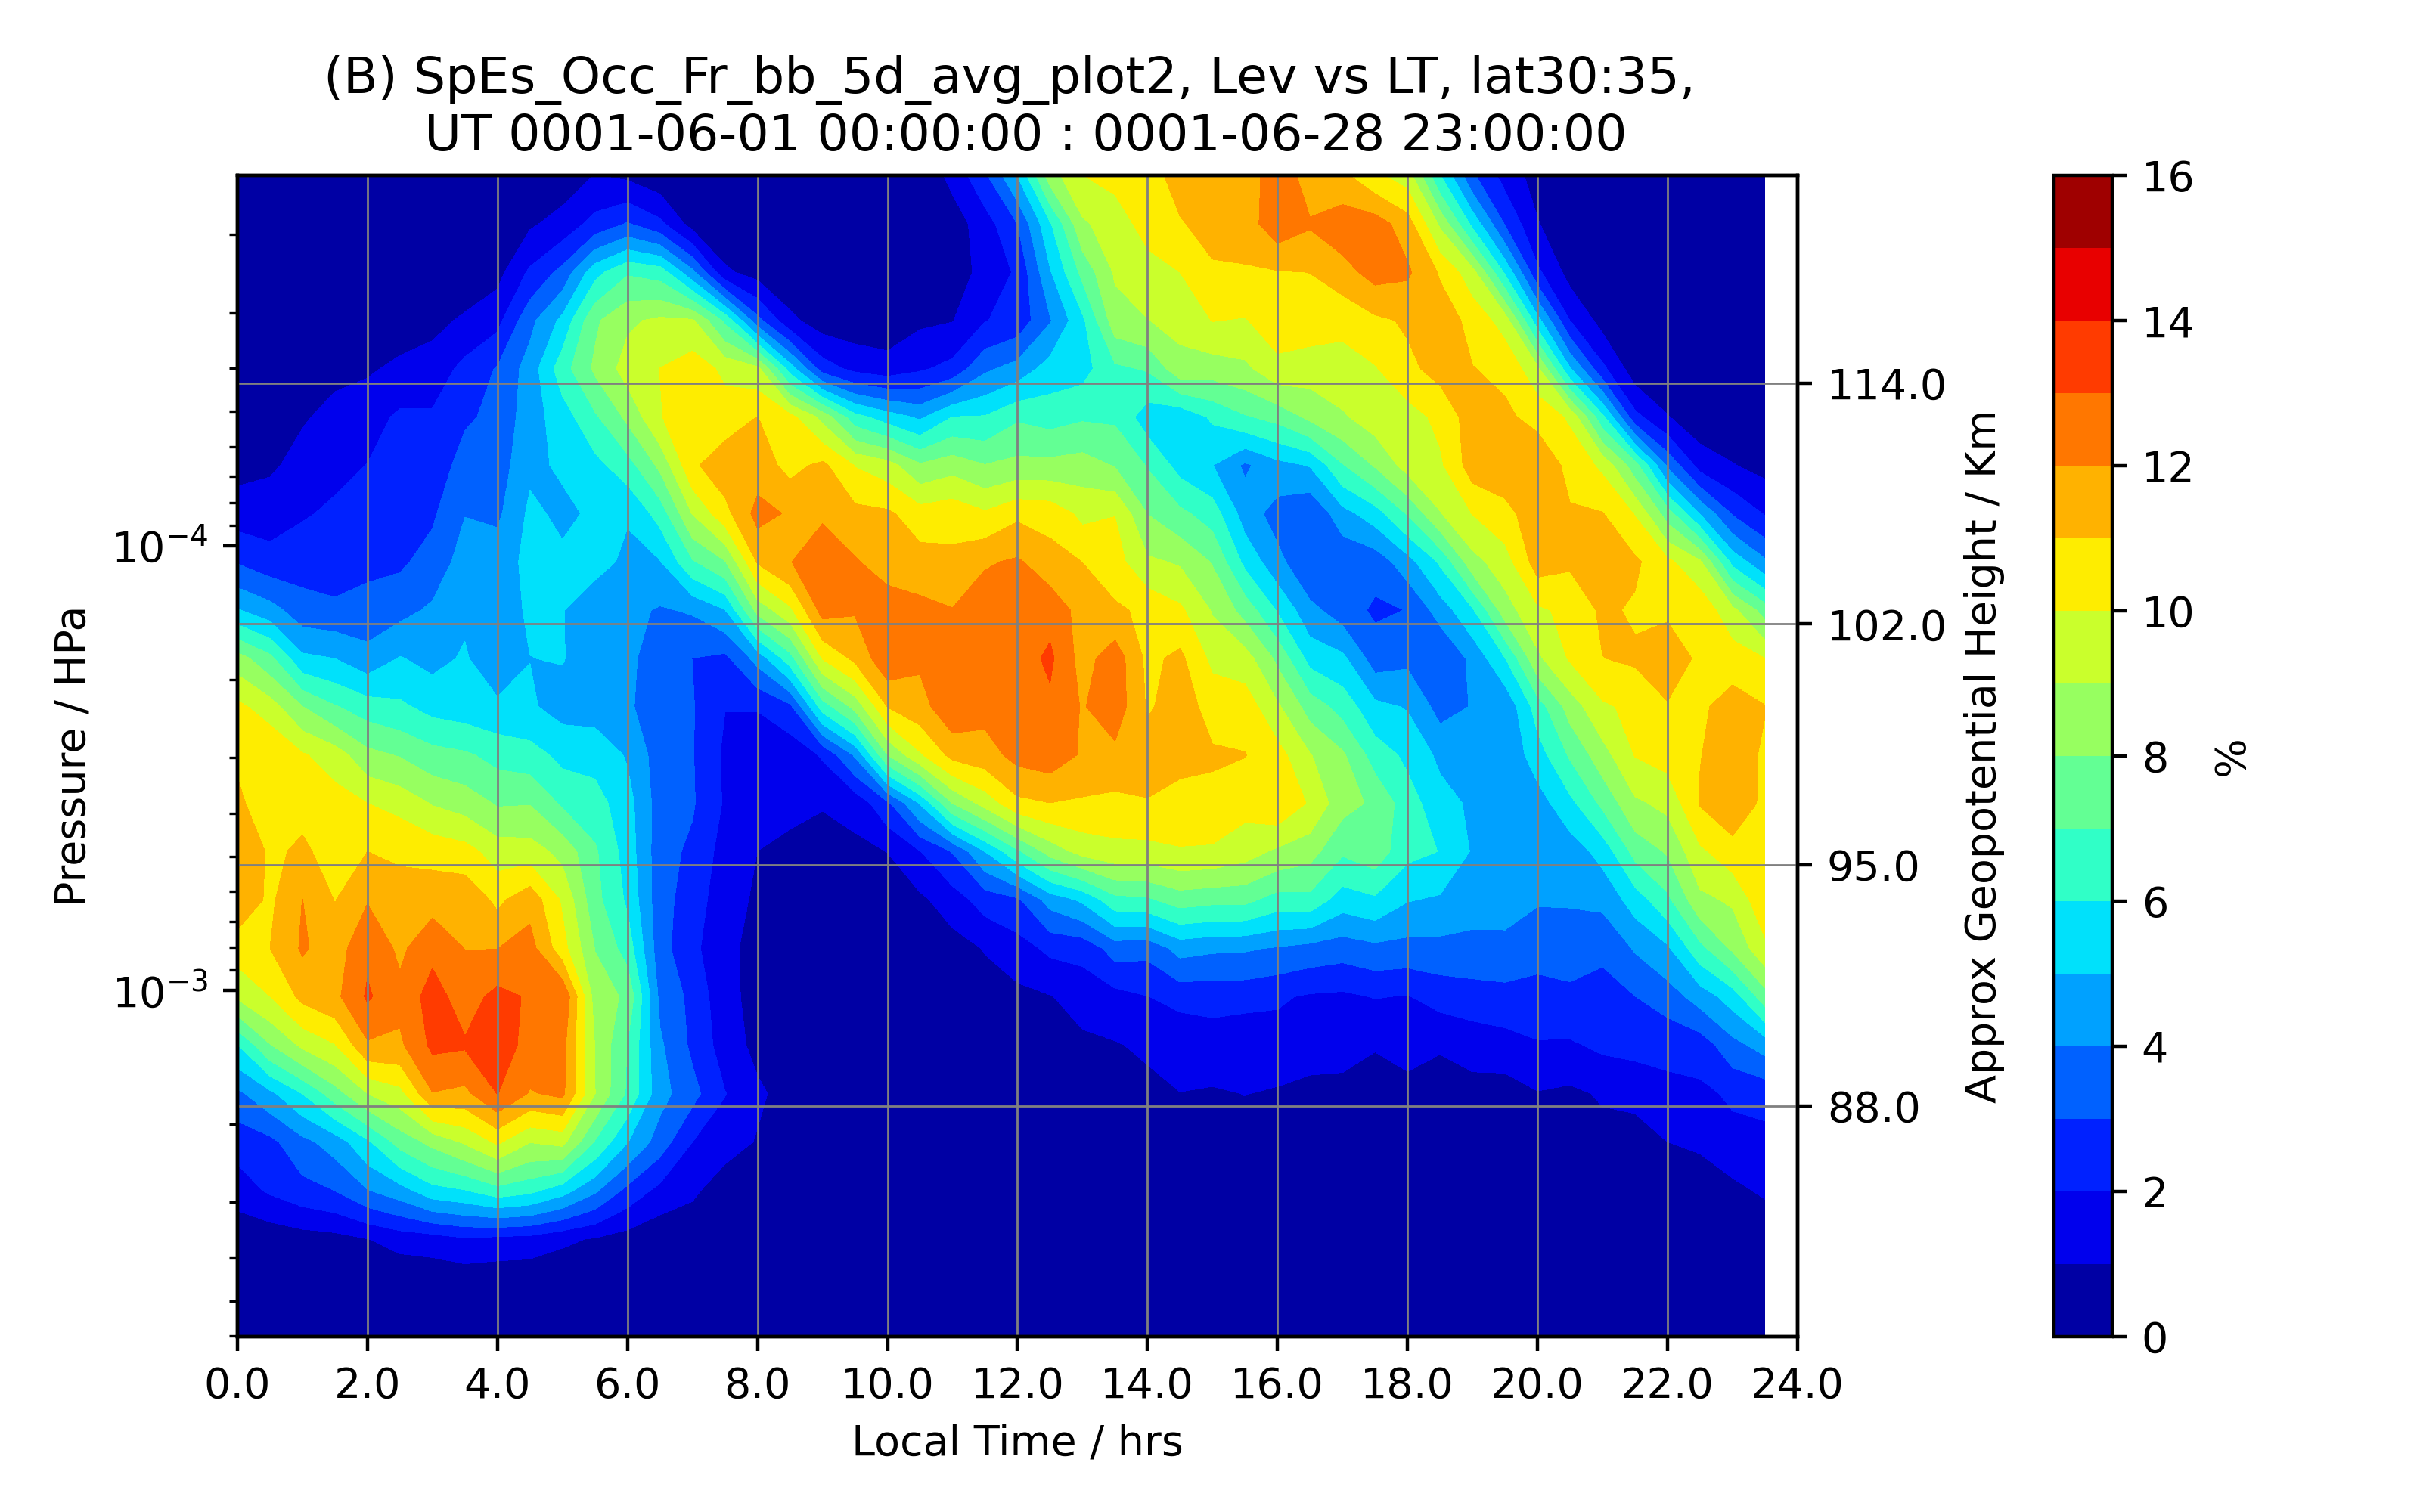 (B) SpEs_Occ_Fr_bb_5d_avg_plot2, Lev vs LT, lat30:35,
UT 0001-06-01 00:00:00 : 0001-06-28 23:00:00
Pressure / HPa
10⁻⁴
10⁻³
0.0 2.0 4.0 6.0 8.0 10.0 12.0 14.0 16.0 18.0 20.0 22.0 24.0
Local Time / hrs
114.0
102.0
95.0
88.0
Approx Geopotential Height / Km
16
14
12
10
8
6
4
2
0
%